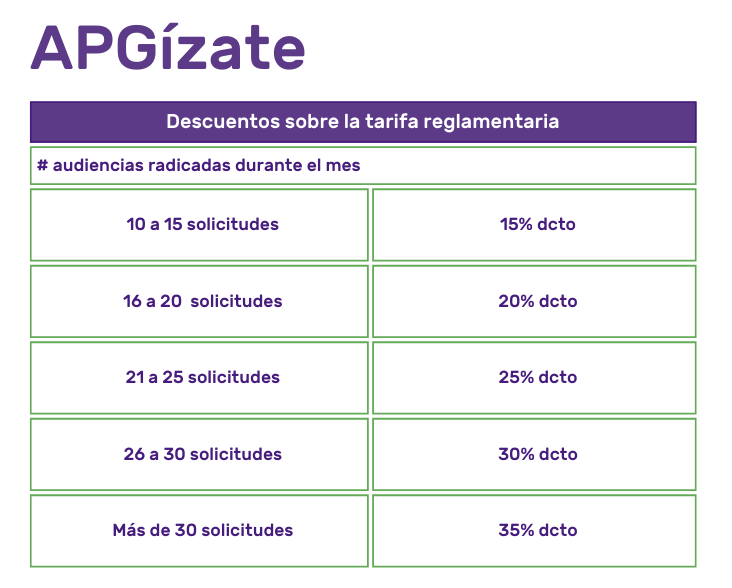 APGízate
Descuentos sobre la tarifa reglamentaria
# audiencias radicadas durante el mes
10 a 15 solicitudes
15% dcto
16 a 20 solicitudes
20% dcto
21 a 25 solicitudes
25% dcto
26 a 30 solicitudes
30% dcto
Más de 30 solicitudes
35% dcto